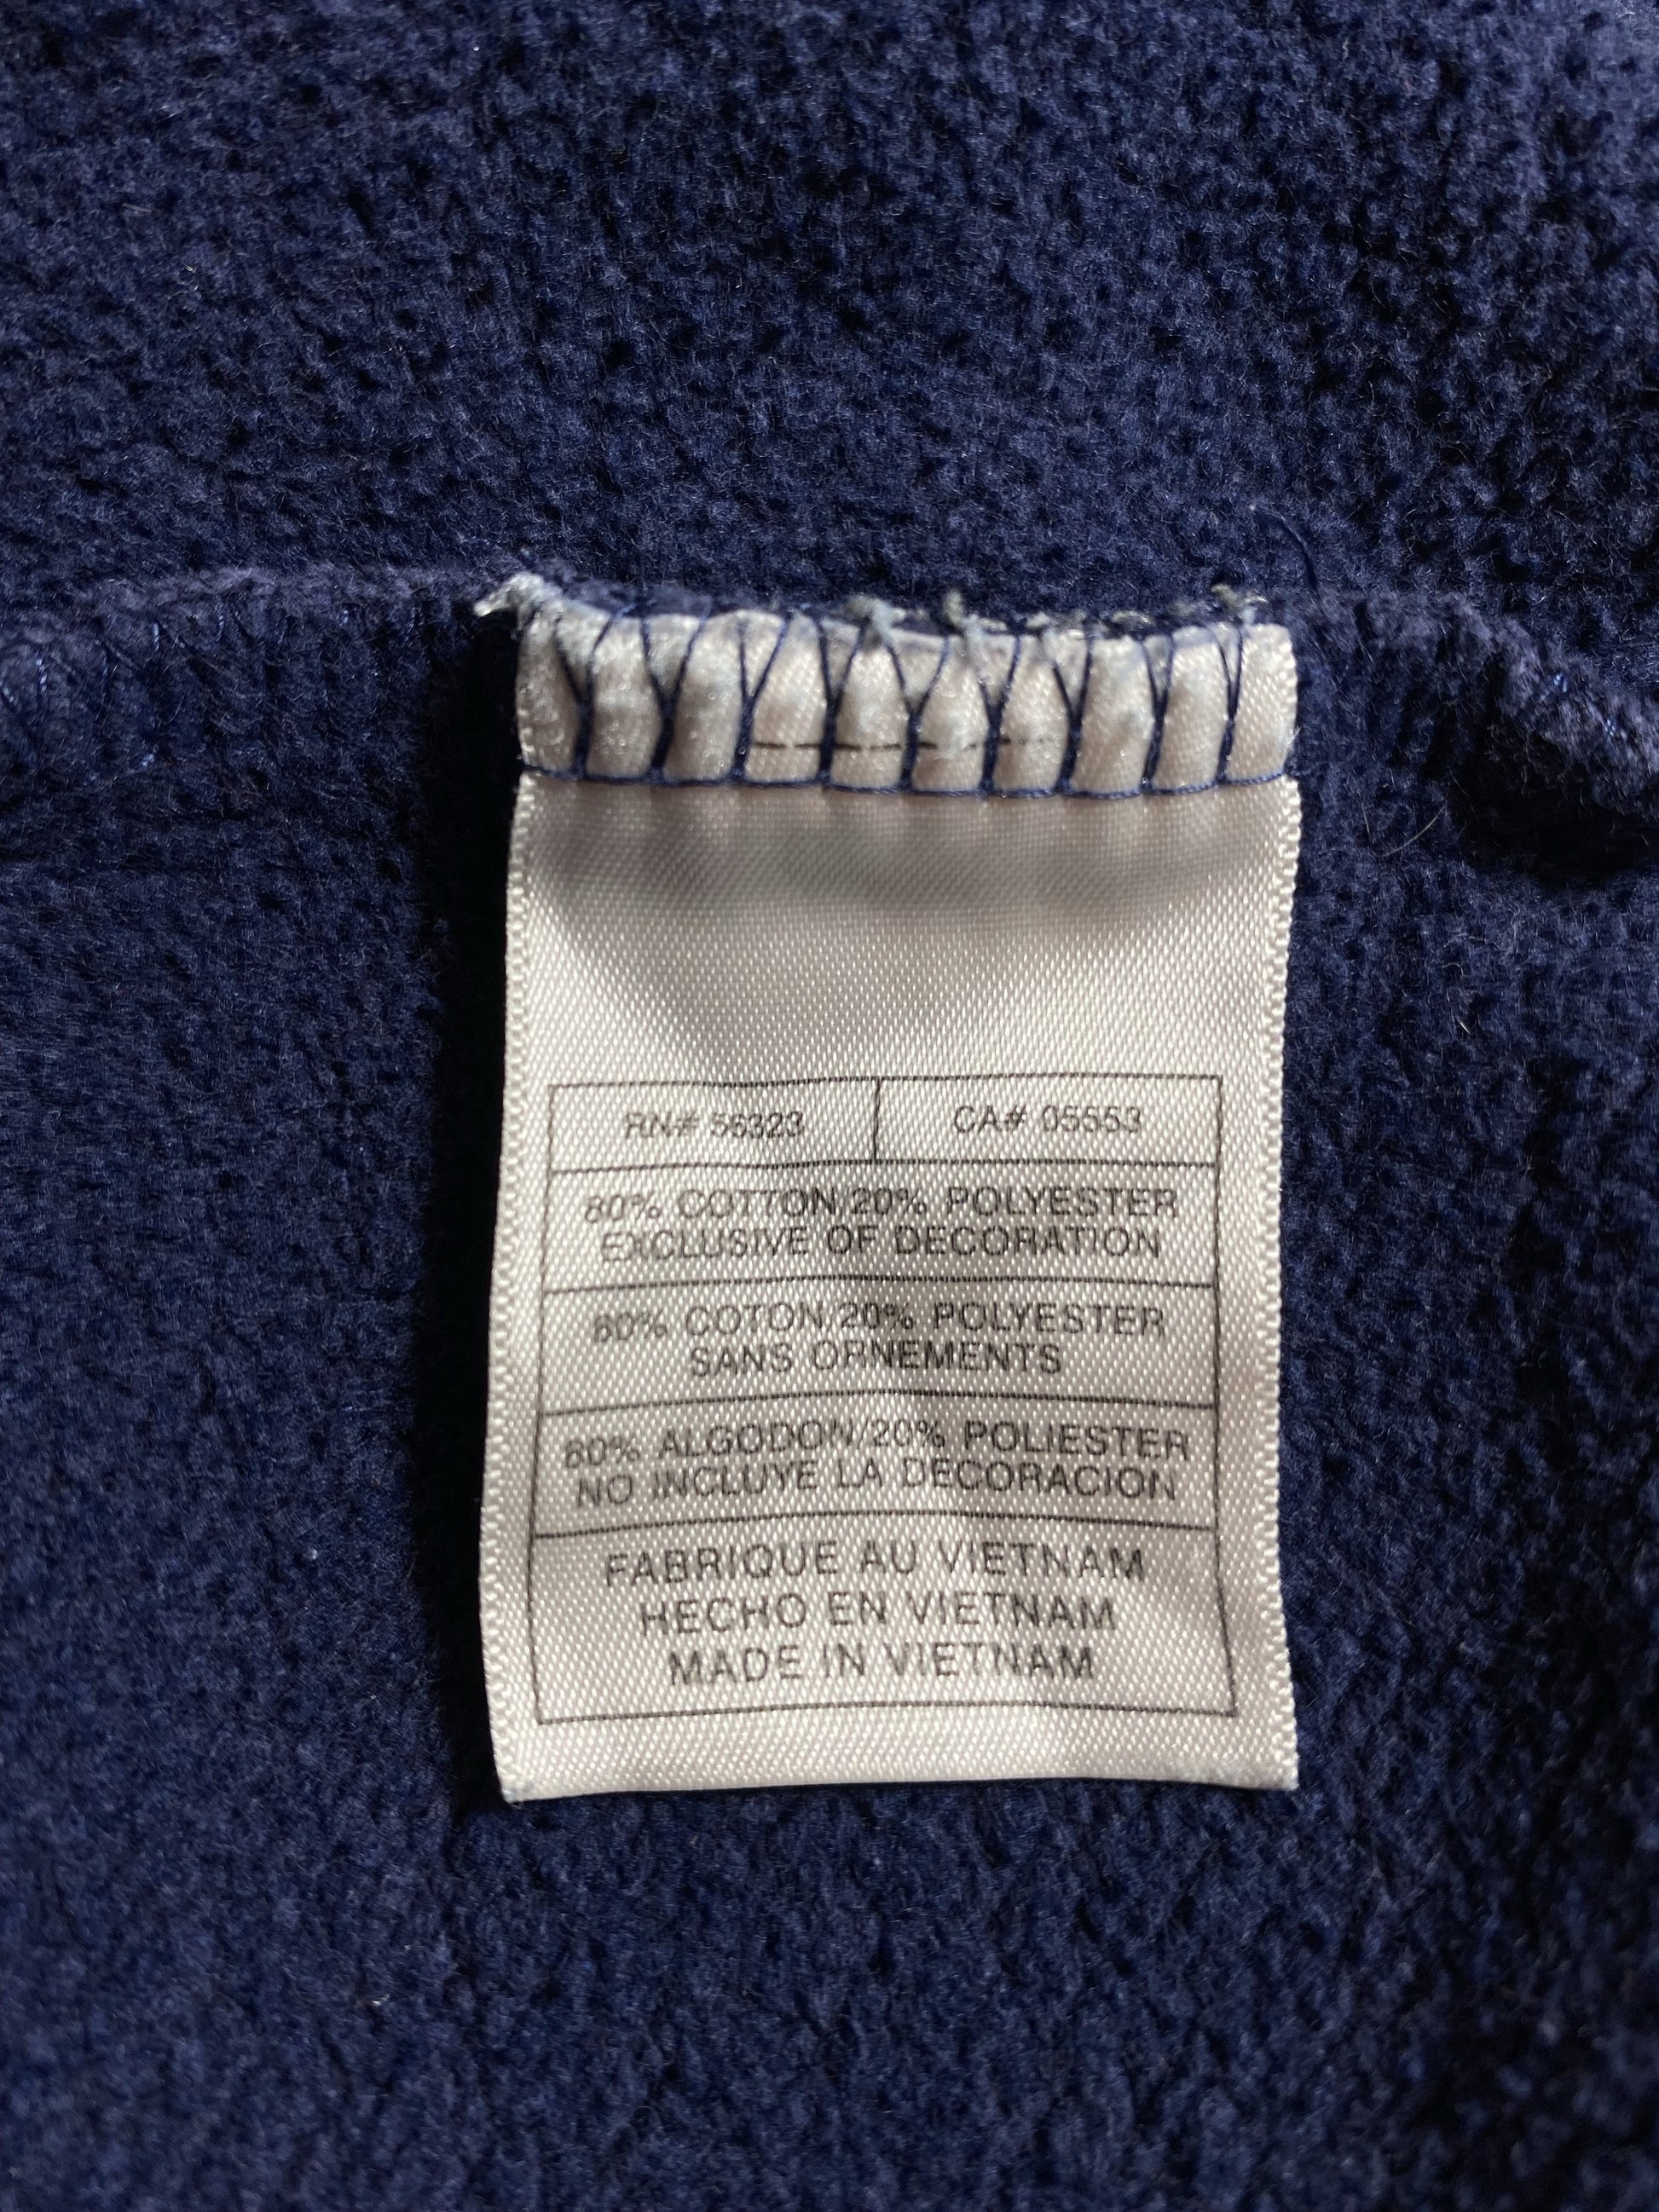 RN# 56323 CA# 05553
80% COTTON/20% POLYESTER
EXCLUSIVE OF DECORATION
80% COTON/20% POLYESTER
SANS ORNEMENTS
80% ALGODON/20% POLIESTER
NO INCLUYE LA DECORACION
FABRIQUE AU VIETNAM
HECHO EN VIETNAM
MADE IN VIETNAM